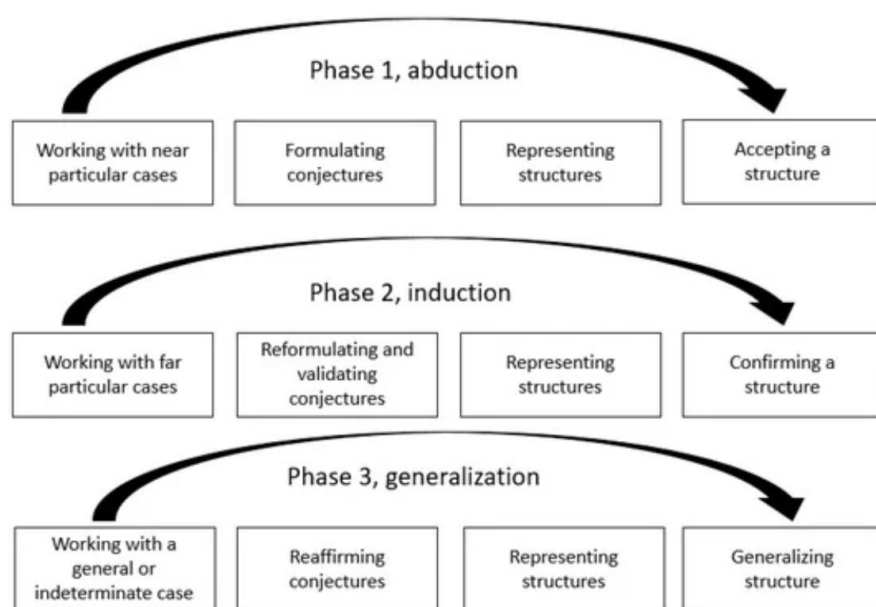 Phase 1, abduction
Working with near
particular cases
Formulating
conjectures
Representing
structures
Accepting a
structure
Phase 2, induction
Working with far
particular cases
Reformulating and
validating
conjectures
Representing
structures
Confirming a
structure
Phase 3, generalization
Working with a
general or
indeterminate case
Reaffirming
conjectures
Representing
structures
Generalizing
structure